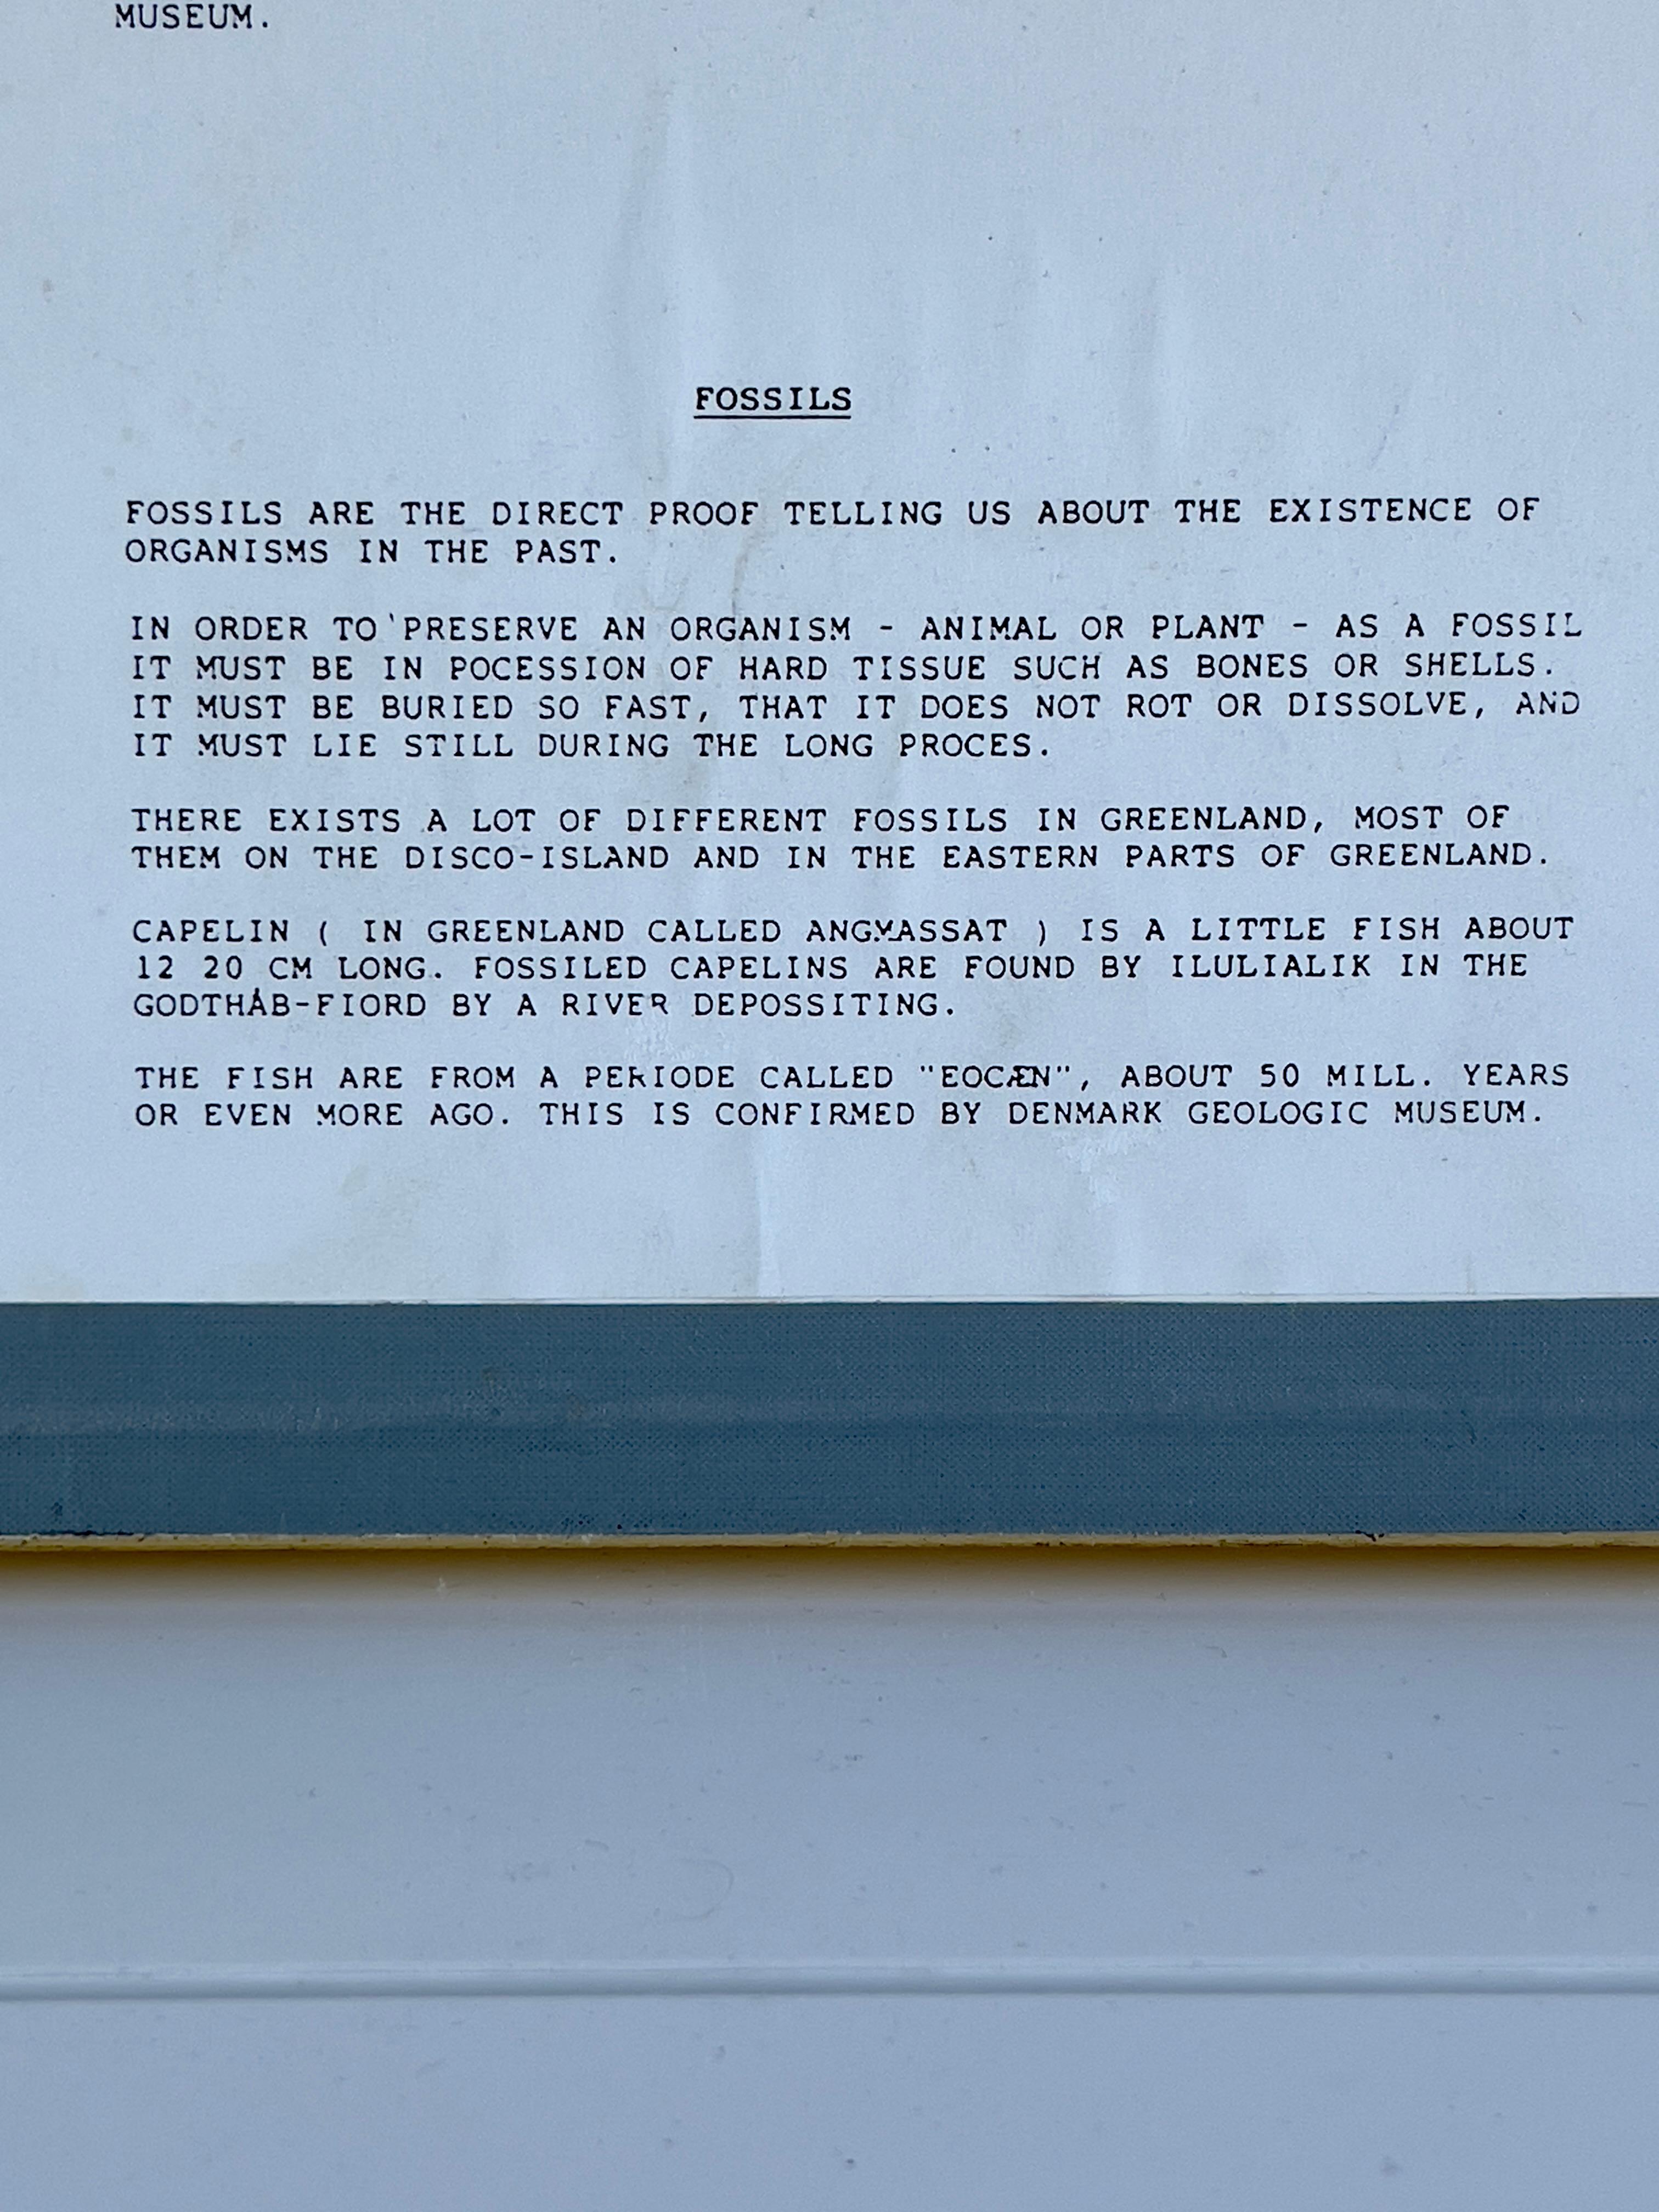 MUSEUM.
FOSSILS
FOSSILS ARE THE DIRECT PROOF TELLING US ABOUT THE EXISTENCE OF
ORGANISMS IN THE PAST.
IN ORDER TO PRESERVE AN ORGANISM - ANIMAL OR PLANT - AS A FOSSIL
IT MUST BE IN POCESSION OF HARD TISSUE SUCH AS BONES OR SHELLS.
IT MUST BE BURIED SO FAST, THAT IT DOES NOT ROT OR DISSOLVE, AND
IT MUST LIE STILL DURING THE LONG PROCES.
THERE EXISTS A LOT OF DIFFERENT FOSSILS IN GREENLAND, MOST OF
THEM ON THE DISCO-ISLAND AND IN THE EASTERN PARTS OF GREENLAND.
CAPELIN ( IN GREENLAND CALLED ANGMASSAT ) IS A LITTLE FISH ABOUT
12 20 CM LONG. FOSSILED CAPELINS ARE FOUND BY ILULIALIK IN THE
GODTHÅB-FIORD BY A RIVER DEPOSSITING.
THE FISH ARE FROM A PERIODE CALLED "EOCÆN", ABOUT 50 MILL. YEARS
OR EVEN MORE AGO. THIS IS CONFIRMED BY DENMARK GEOLOGIC MUSEUM.